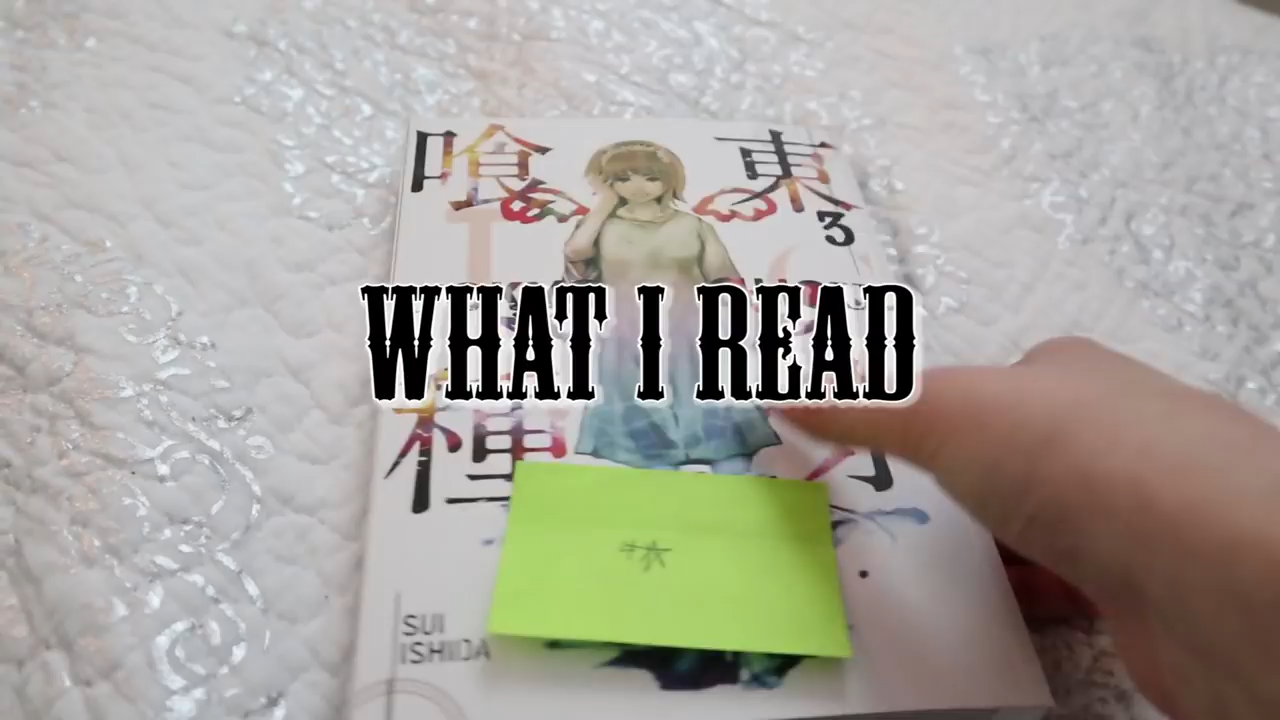 喰 東
3
WHAT I READ
種
SUI
ISHIDA